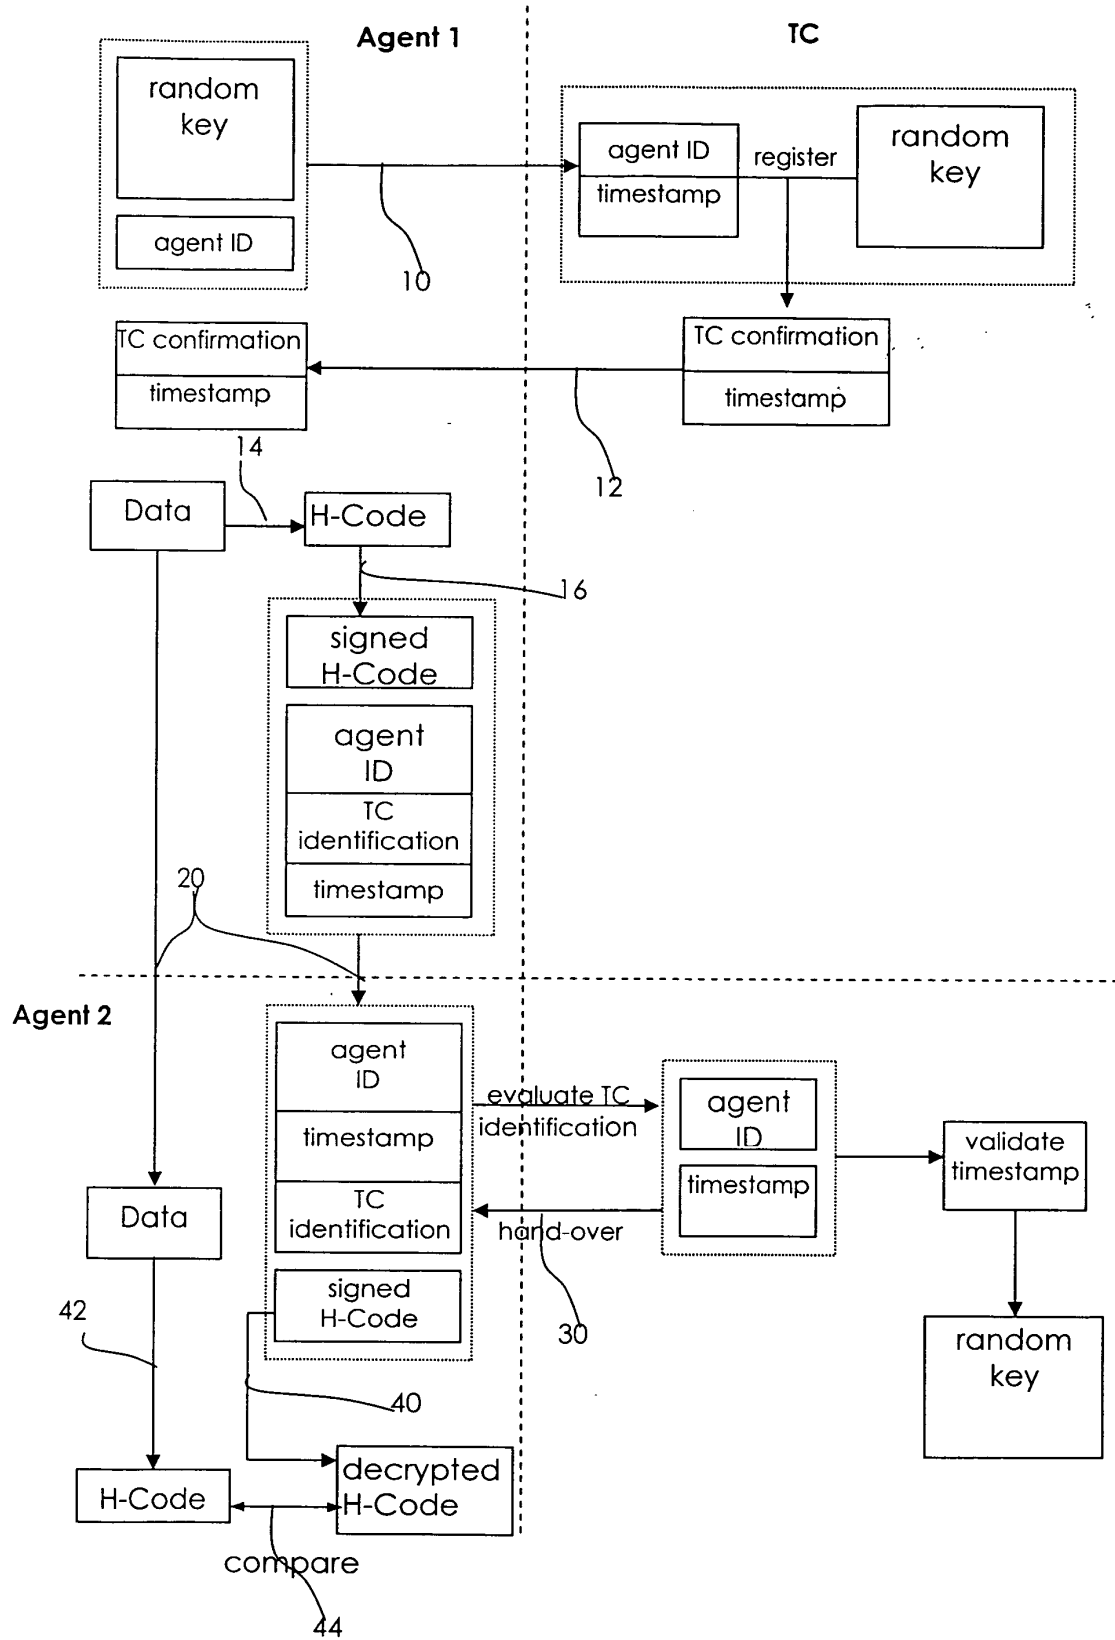 Agent 1
TC
random
key
agent ID
agent ID
timestamp
register
random
key
10
TC confirmation
timestamp
TC confirmation
timestamp
12
14
Data
H-Code
16
signed
H-Code
agent
ID
TC
identification
timestamp
20
Agent 2
agent
ID
timestamp
TC
identification
signed
H-Code
evaluate TC
identification
hand-over
30
agent
ID
timestamp
validate
timestamp
random
key
Data
42
40
H-Code
decrypted
H-Code
compare
44